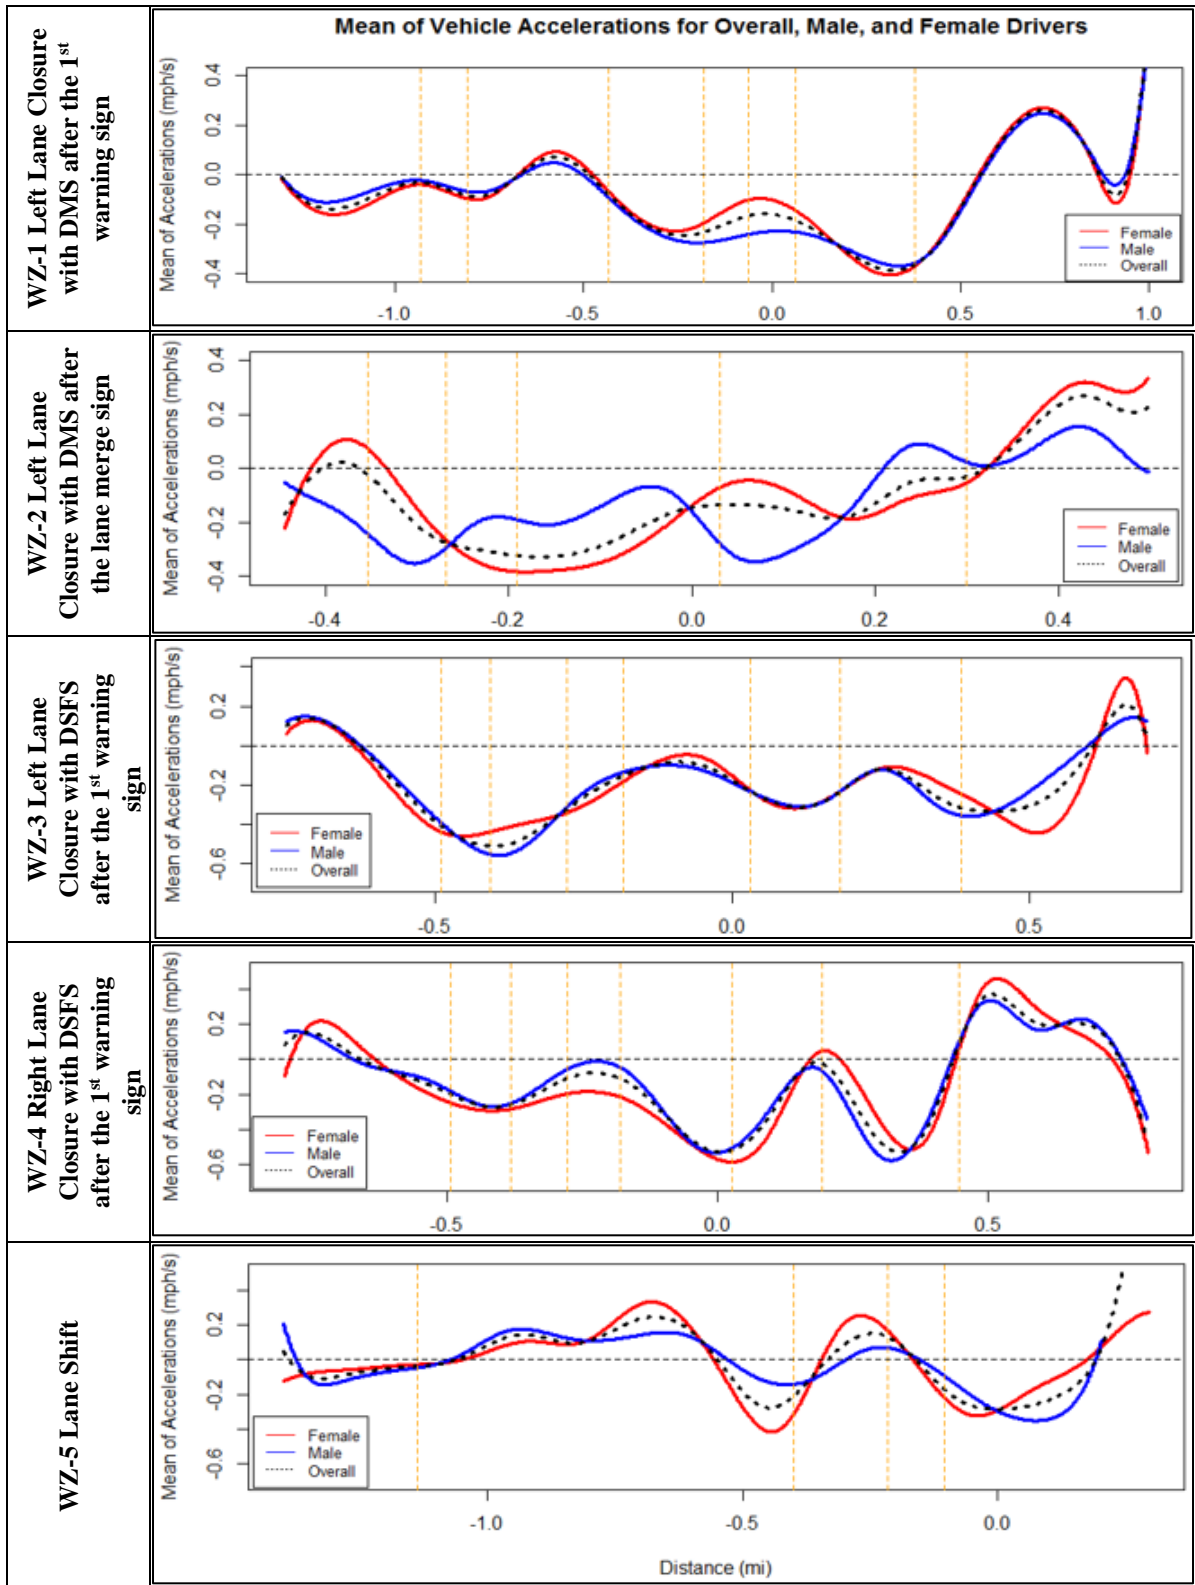 Mean of Vehicle Accelerations for Overall, Male, and Female Drivers
WZ-1 Left Lane Closure
with DMS after the 1st
warning sign
Mean of Accelerations (mph/s)
0.4
0.2
0.0
-0.2
-0.4
-1.0
-0.5
0.0
0.5
1.0
Female
Male
Overall
WZ-2 Left Lane
Closure with DMS after
the lane merge sign
Mean of Accelerations (mph/s)
0.4
0.2
0.0
-0.2
-0.4
-0.4
-0.2
0.0
0.2
0.4
Female
Male
Overall
WZ-3 Left Lane
Closure with DSFS
after the 1st warning
sign
Mean of Accelerations (mph/s)
0.2
-0.2
-0.6
-0.5
0.0
0.5
Female
Male
Overall
WZ-4 Right Lane
Closure with DSFS
after the 1st warning
sign
Mean of Accelerations (mph/s)
0.2
-0.2
-0.6
-0.5
0.0
0.5
Female
Male
Overall
WZ-5 Lane Shift
Mean of Accelerations (mph/s)
0.2
-0.2
-0.6
-1.0
-0.5
0.0
Female
Male
Overall
Distance (mi)